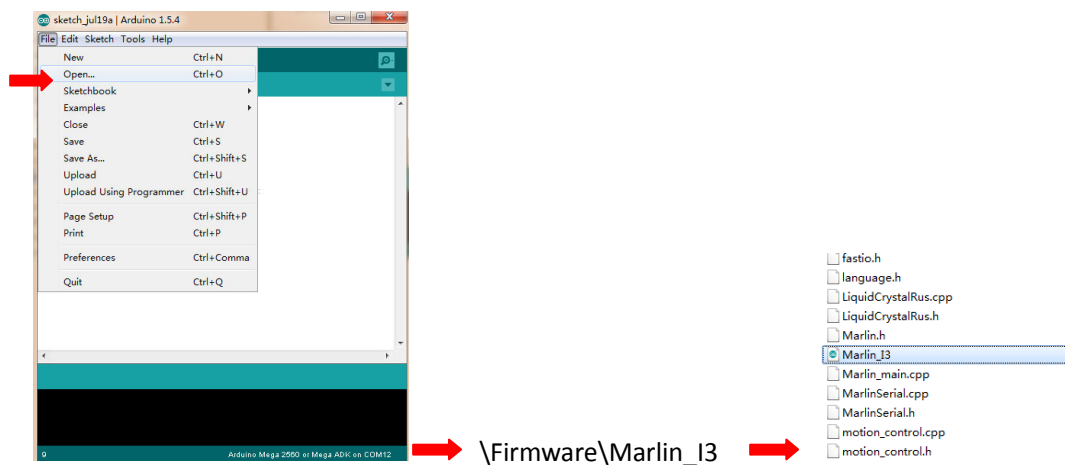 sketch_jul19a | Arduino 1.5.4
File Edit Sketch Tools Help
New Ctrl+N
Open... Ctrl+O
Sketchbook
Examples
Close Ctrl+W
Save Ctrl+S
Save As... Ctrl+Shift+S
Upload Ctrl+U
Upload Using Programmer Ctrl+Shift+U
Page Setup Ctrl+Shift+P
Print Ctrl+P
Preferences Ctrl+Comma
Quit Ctrl+Q
9 Arduino Mega 2560 or Mega ADK on COM12
\Firmware\Marlin_I3
fastio.h
language.h
LiquidCrystalRus.cpp
LiquidCrystalRus.h
Marlin.h
Marlin_I3
Marlin_main.cpp
MarlinSerial.cpp
MarlinSerial.h
motion_control.cpp
motion_control.h